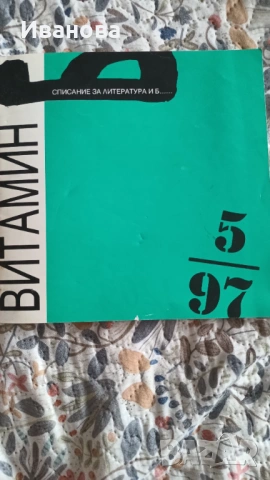 Иванова
ВИТАМИН Б
СПИСАНИЕ ЗА ЛИТЕРАТУРА И Б......
5/97